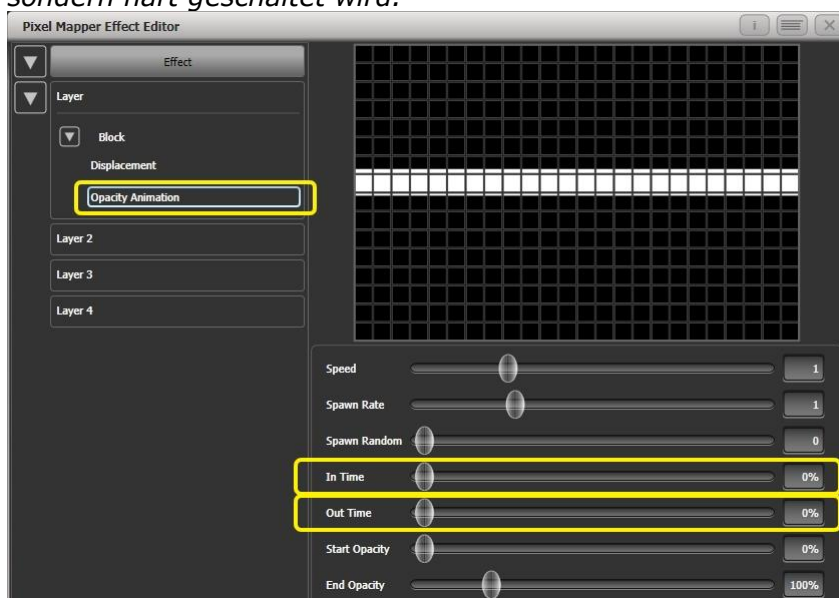 sondern hart geschaltet wird.
Pixel Mapper Effect Editor
Effect
Layer
Block
Displacement
Opacity Animation
Layer 2
Layer 3
Layer 4
Speed 1
Spawn Rate 1
Spawn Random 0
In Time 0%
Out Time 0%
Start Opacity 0%
End Opacity 100%